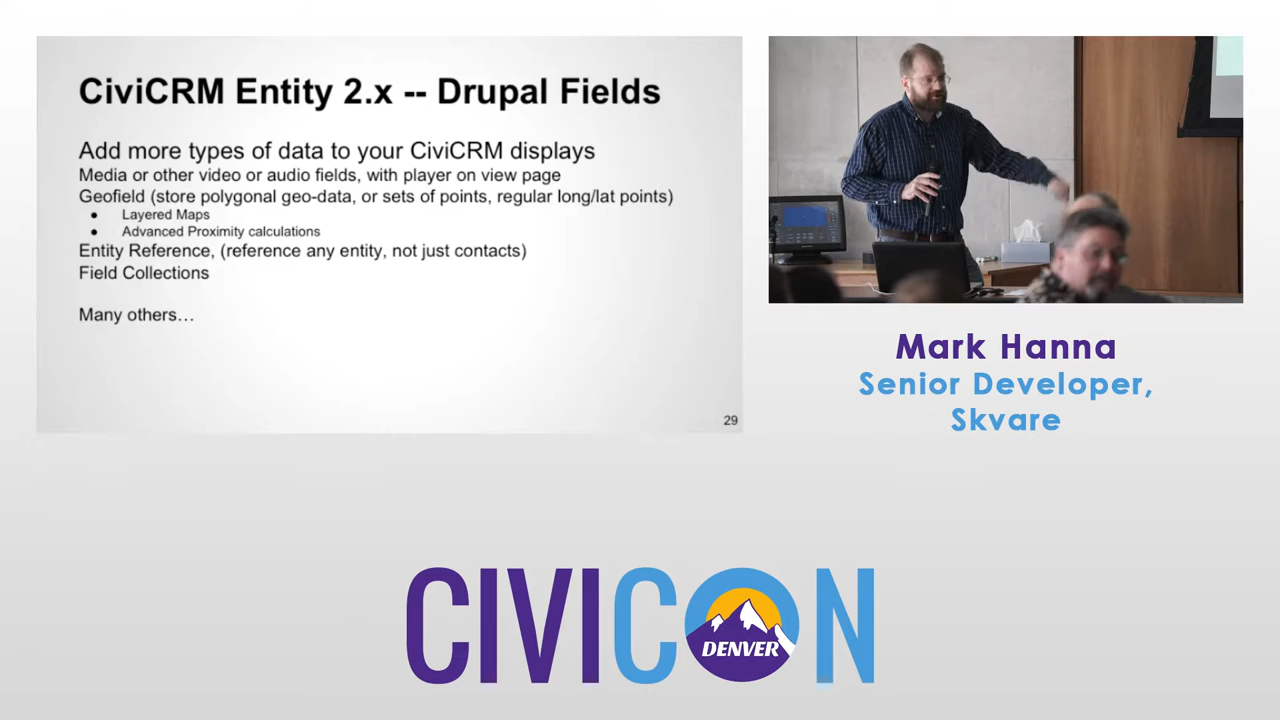 CiviCRM Entity 2.x -- Drupal Fields
Add more types of data to your CiviCRM displays
Media or other video or audio fields, with player on view page
Geofield (store polygonal geo-data, or sets of points, regular long/lat points)
● Layered Maps
● Advanced Proximity calculations
Entity Reference, (reference any entity, not just contacts)
Field Collections
Many others…
29
Mark Hanna
Senior Developer,
Skvare
CIVICON
DENVER